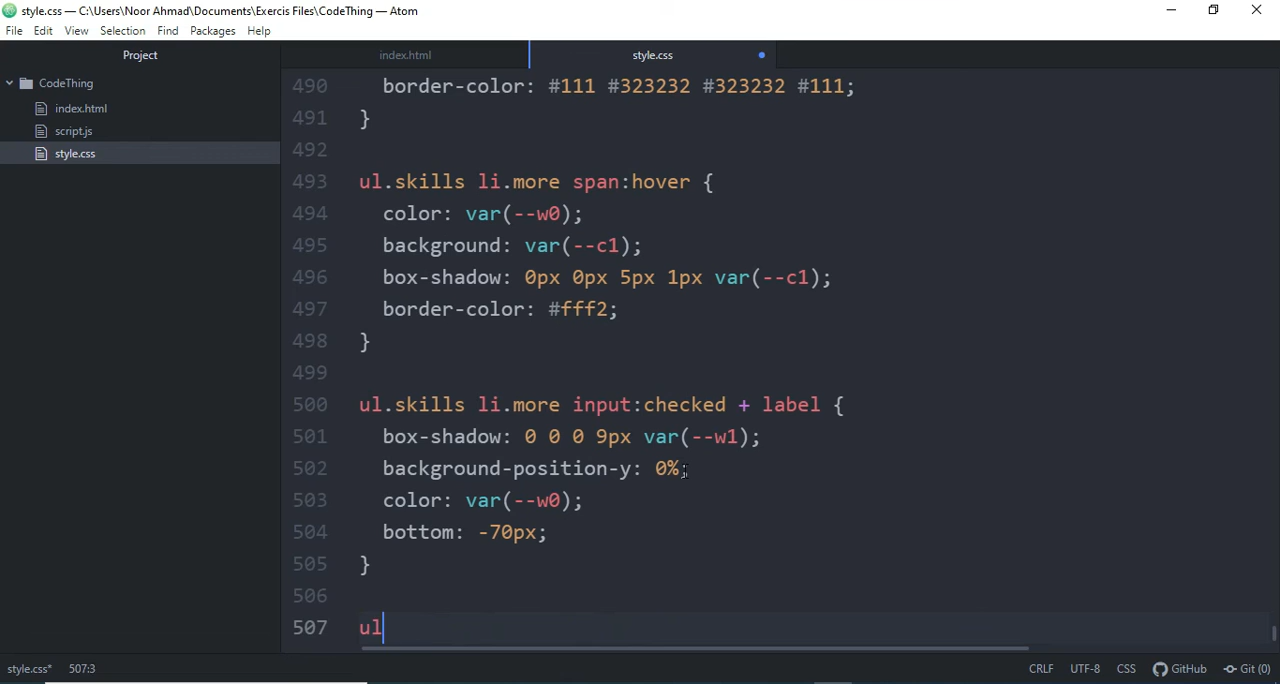 style.css — C:\Users\Noor Ahmad\Documents\Exercis Files\CodeThing — Atom
File Edit View Selection Find Packages Help
Project index.html style.css
CodeThing
index.html
script.js
style.css
490 border-color: #111 #323232 #323232 #111;
491 }
492
493 ul.skills li.more span:hover {
494 color: var(--w0);
495 background: var(--c1);
496 box-shadow: 0px 0px 5px 1px var(--c1);
497 border-color: #fff2;
498 }
499
500 ul.skills li.more input:checked + label {
501 box-shadow: 0 0 0 9px var(--w1);
502 background-position-y: 0%;
503 color: var(--w0);
504 bottom: -70px;
505 }
506
507 ul
style.css* 507:3 CRLF UTF-8 CSS GitHub Git (0)